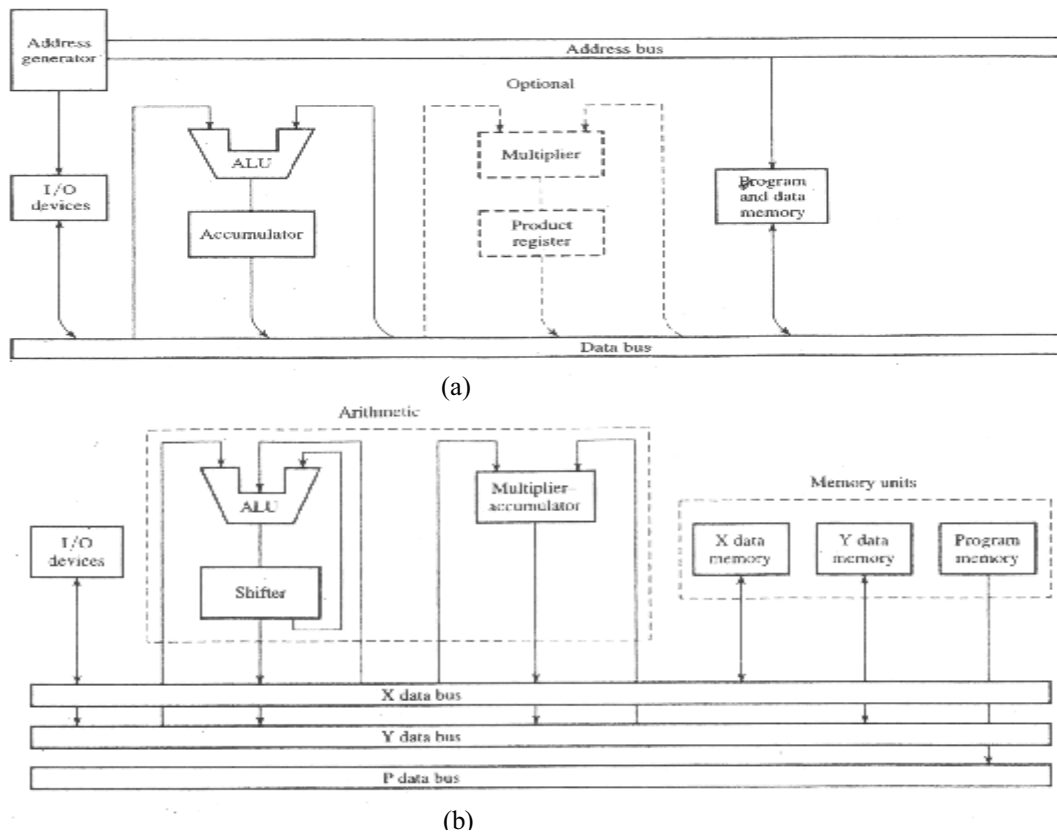 Address
generator
Address bus
Optional
ALU
Multiplier
I/O
devices
Program
and data
memory
Accumulator
Product
register
Data bus
(a)
Arithmetic
ALU
Multiplier–
accumulator
Memory units
I/O
devices
X data
memory
Y data
memory
Program
memory
Shifter
X data bus
Y data bus
P data bus
(b)